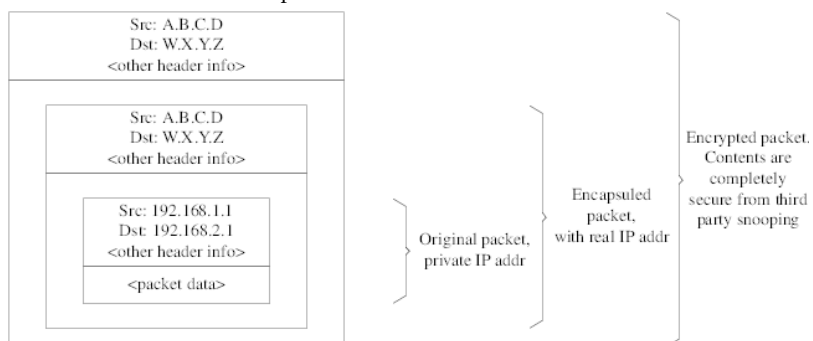 Src: A.B.C.D
Dst: W.X.Y.Z
<other header info>
Src: A.B.C.D
Dst: W.X.Y.Z
<other header info>
Src: 192.168.1.1
Dst: 192.168.2.1
<other header info>
<packet data>
Original packet,
private IP addr
Encapsuled
packet,
with real IP addr
Encrypted packet.
Contents are
completely
secure from third
party snooping